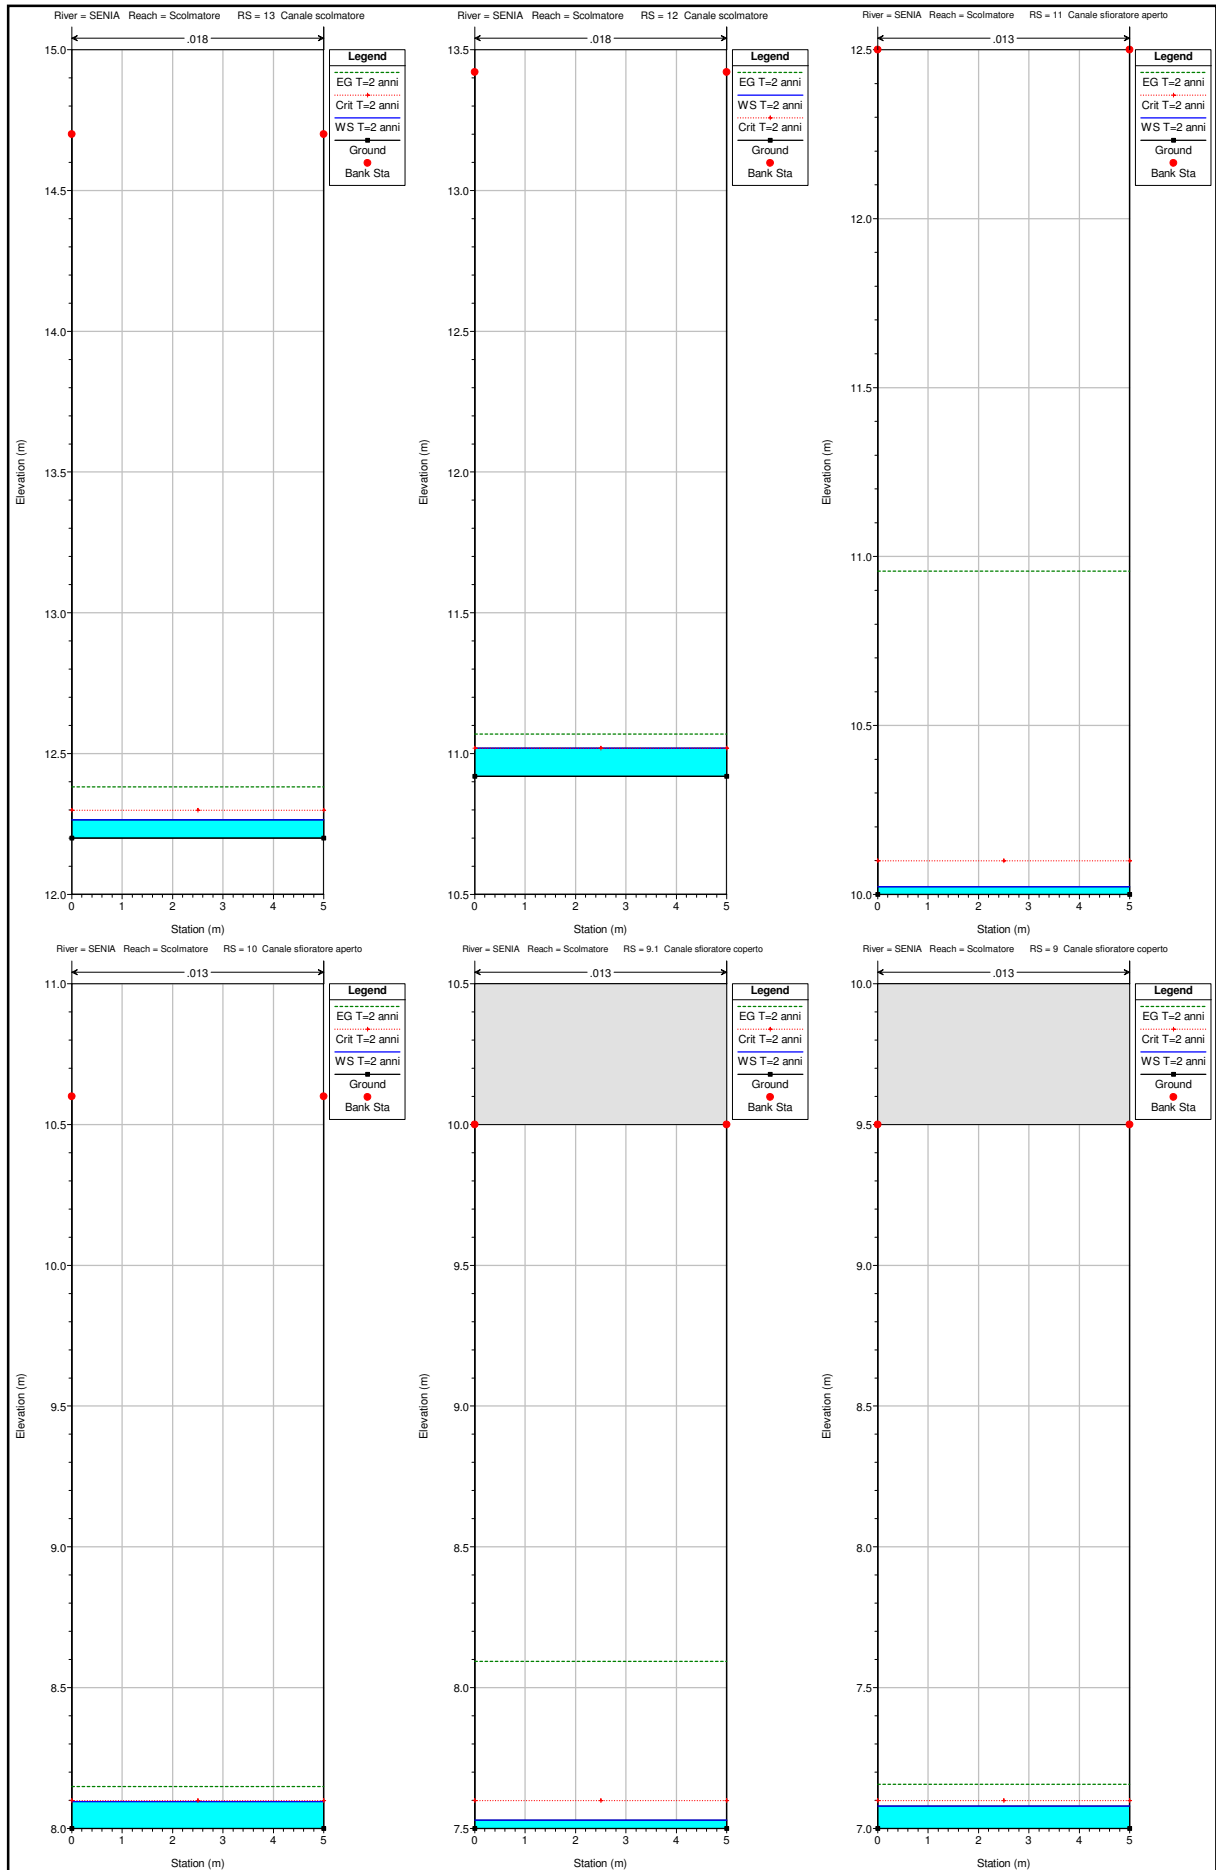 River = SENIA Reach = Scolmatore RS = 13 Canale scolmatore
.018
Legend
EG T=2 anni
Crit T=2 anni
WS T=2 anni
Ground
Bank Sta
15.0
14.5
14.0
13.5
13.0
12.5
12.0
Elevation (m)
0 1 2 3 4 5
Station (m)
River = SENIA Reach = Scolmatore RS = 12 Canale scolmatore
.018
Legend
EG T=2 anni
WS T=2 anni
Crit T=2 anni
Ground
Bank Sta
13.5
13.0
12.5
12.0
11.5
11.0
10.5
Elevation (m)
0 1 2 3 4 5
Station (m)
River = SENIA Reach = Scolmatore RS = 11 Canale sfioratore aperto
.013
Legend
EG T=2 anni
Crit T=2 anni
WS T=2 anni
Ground
Bank Sta
12.5
12.0
11.5
11.0
10.5
10.0
Elevation (m)
0 1 2 3 4 5
Station (m)
River = SENIA Reach = Scolmatore RS = 10 Canale sfioratore aperto
.013
Legend
EG T=2 anni
Crit T=2 anni
WS T=2 anni
Ground
Bank Sta
11.0
10.5
10.0
9.5
9.0
8.5
8.0
Elevation (m)
0 1 2 3 4 5
Station (m)
River = SENIA Reach = Scolmatore RS = 9.1 Canale sfioratore coperto
.013
Legend
EG T=2 anni
Crit T=2 anni
WS T=2 anni
Ground
Bank Sta
10.5
10.0
9.5
9.0
8.5
8.0
7.5
Elevation (m)
0 1 2 3 4 5
Station (m)
River = SENIA Reach = Scolmatore RS = 9 Canale sfioratore coperto
.013
Legend
EG T=2 anni
Crit T=2 anni
WS T=2 anni
Ground
Bank Sta
10.0
9.5
9.0
8.5
8.0
7.5
7.0
Elevation (m)
0 1 2 3 4 5
Station (m)